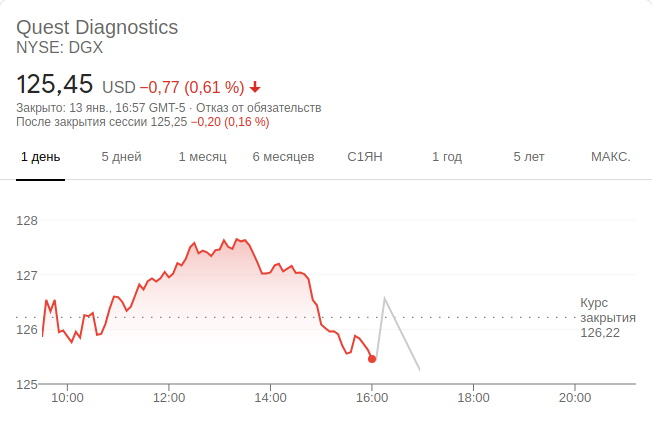 Quest Diagnostics
NYSE: DGX
125,45 USD −0,77 (0,61 %)
Закрыто: 13 янв., 16:57 GMT-5 · Отказ от обязательств
После закрытия сессии 125,25 −0,20 (0,16 %)
1 день 5 дней 1 месяц 6 месяцев С1ЯН 1 год 5 лет МАКС.
128
127
126
125
Курс
закрытия
126,22
10:00 12:00 14:00 16:00 18:00 20:00